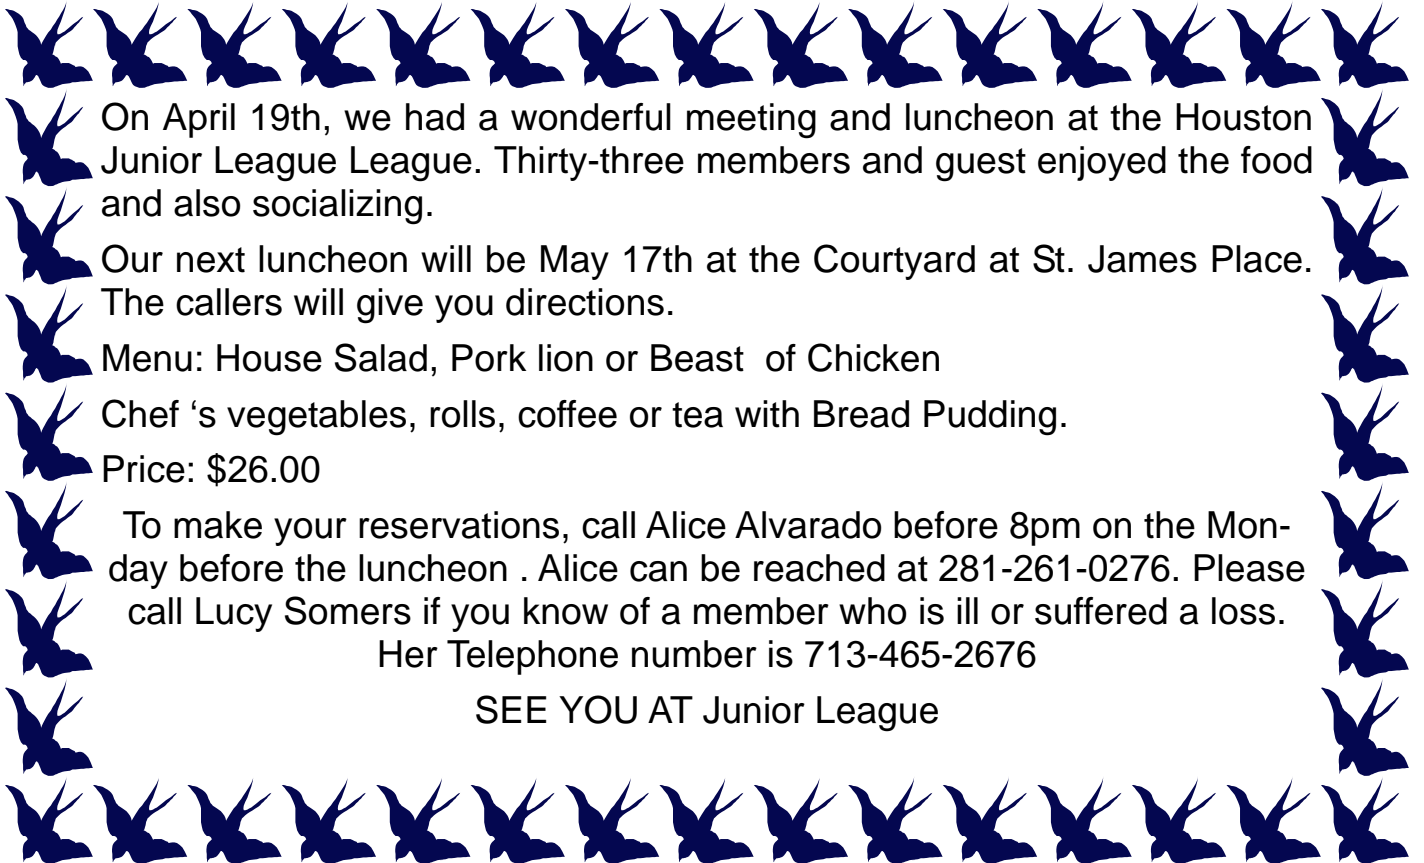 On April 19th, we had a wonderful meeting and luncheon at the Houston
Junior League League. Thirty-three members and guest enjoyed the food
and also socializing.
Our next luncheon will be May 17th at the Courtyard at St. James Place.
The callers will give you directions.
Menu: House Salad, Pork lion or Beast  of Chicken
Chef ‘s vegetables, rolls, coffee or tea with Bread Pudding.
Price: $26.00
To make your reservations, call Alice Alvarado before 8pm on the Mon-
day before the luncheon . Alice can be reached at 281-261-0276. Please
call Lucy Somers if you know of a member who is ill or suffered a loss.
Her Telephone number is 713-465-2676
SEE YOU AT Junior League